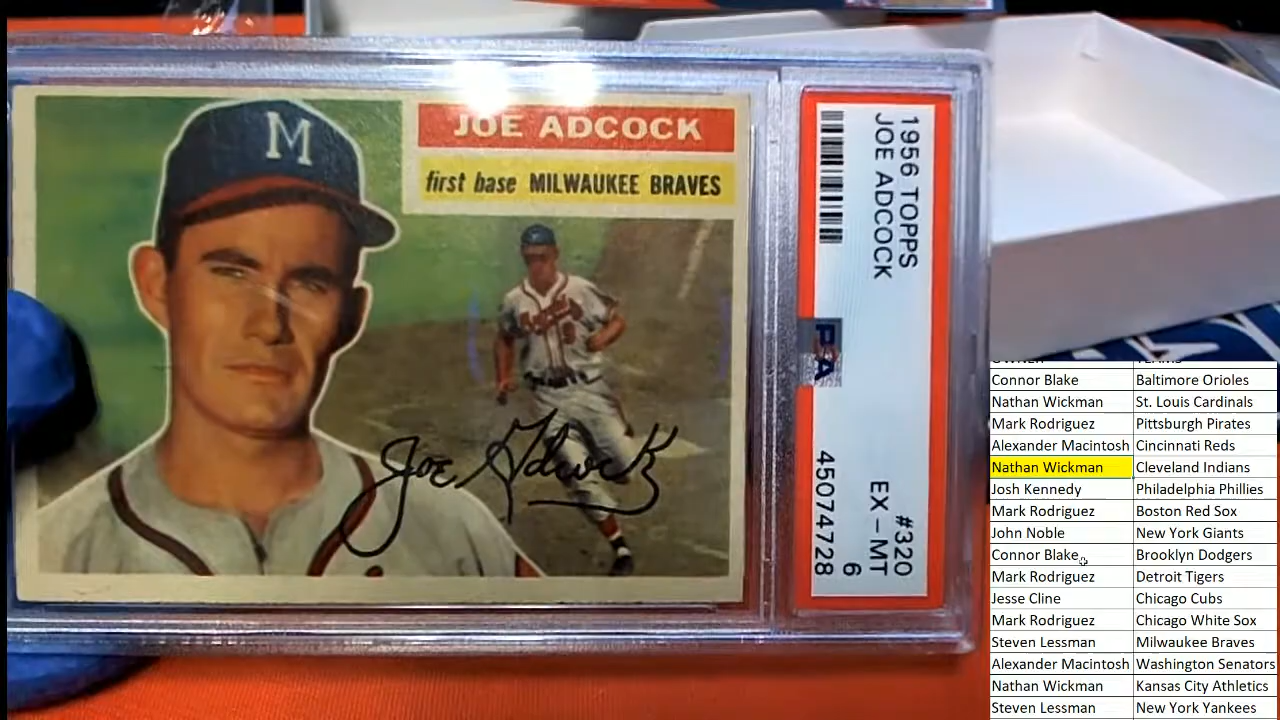 M
JOE ADCOCK
first base MILWAUKEE BRAVES
Braves
Joe Adcock
1956 TOPPS
JOE ADCOCK
PSA
#320
EX-MT
6
45074728
Connor Blake Baltimore Orioles
Nathan Wickman St. Louis Cardinals
Mark Rodriguez Pittsburgh Pirates
Alexander Macintosh Cincinnati Reds
Nathan Wickman Cleveland Indians
Josh Kennedy Philadelphia Phillies
Mark Rodriguez Boston Red Sox
John Noble New York Giants
Connor Blake Brooklyn Dodgers
Mark Rodriguez Detroit Tigers
Jesse Cline Chicago Cubs
Mark Rodriguez Chicago White Sox
Steven Lessman Milwaukee Braves
Alexander Macintosh Washington Senators
Nathan Wickman Kansas City Athletics
Steven Lessman New York Yankees